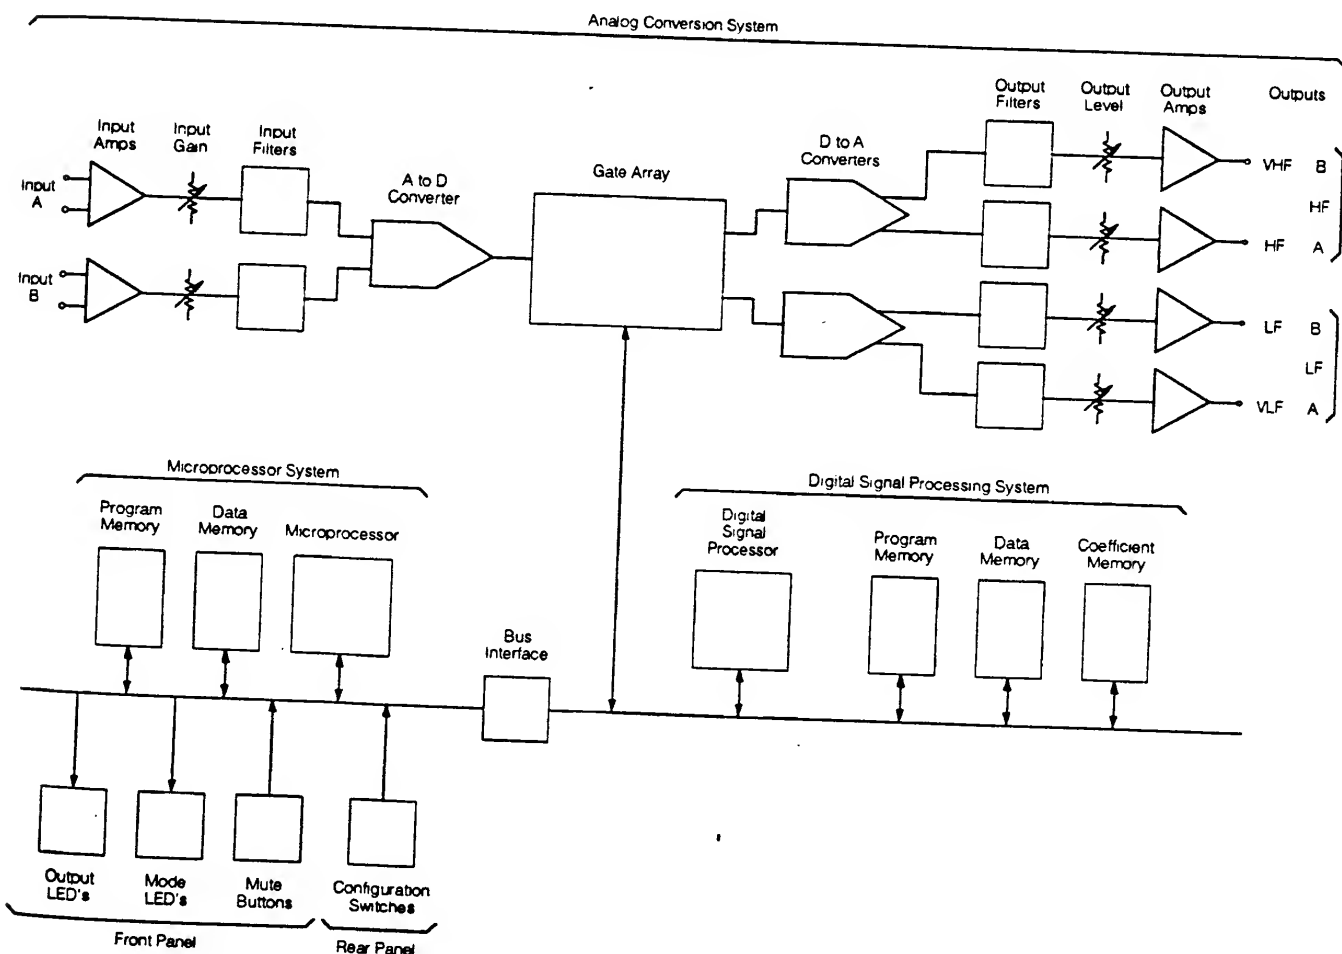 Analog Conversion System
Input
Amps
Input
Gain
Input
Filters
A to D
Converter
Gate Array
D to A
Converters
Output
Filters
Output
Level
Output
Amps
Outputs
Input
A
Input
B
VHF B
HF
HF A
LF B
LF
VLF A
Microprocessor System
Program
Memory
Data
Memory
Microprocessor
Bus
Interface
Digital Signal Processing System
Digital
Signal
Processor
Program
Memory
Data
Memory
Coefficient
Memory
Output
LED's
Mode
LED's
Mute
Buttons
Configuration
Switches
Front Panel
Rear Panel